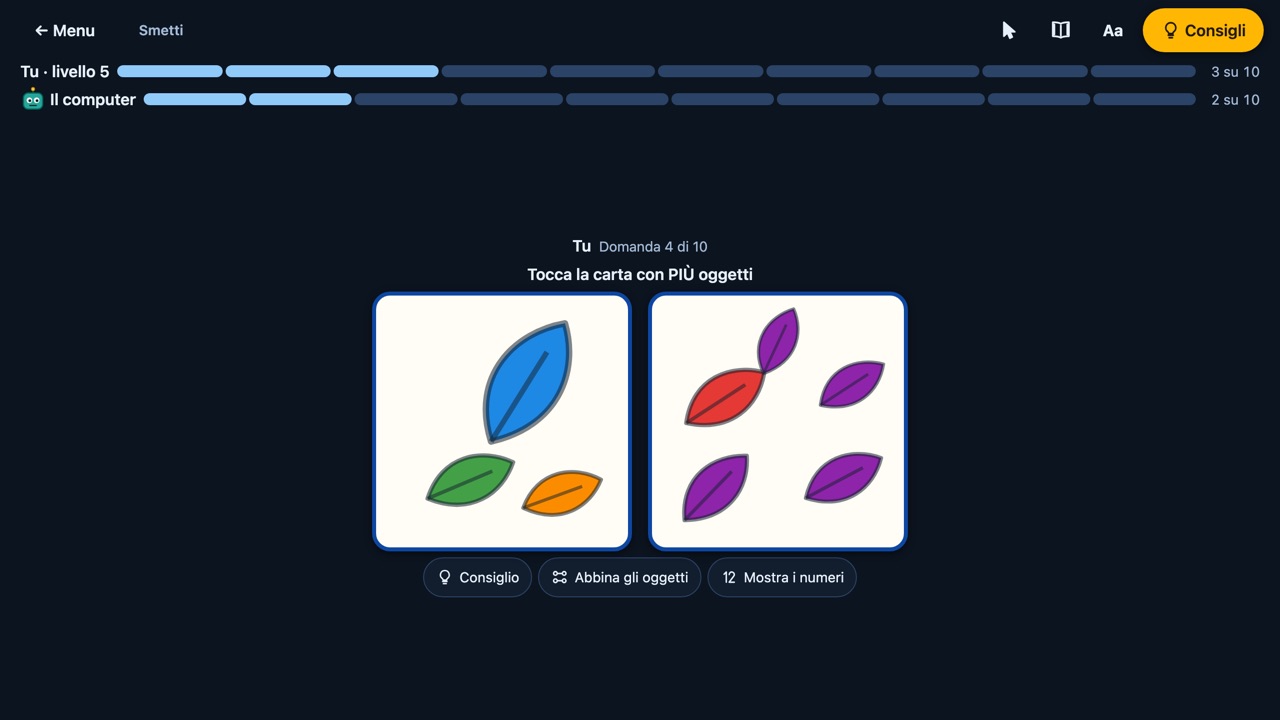 Menu
Smetti
Aa
Consigli
Tu · livello 5
3 su 10
Il computer
2 su 10
Tu Domanda 4 di 10
Tocca la carta con PIÙ oggetti
Consiglio
Abbina gli oggetti
12 Mostra i numeri